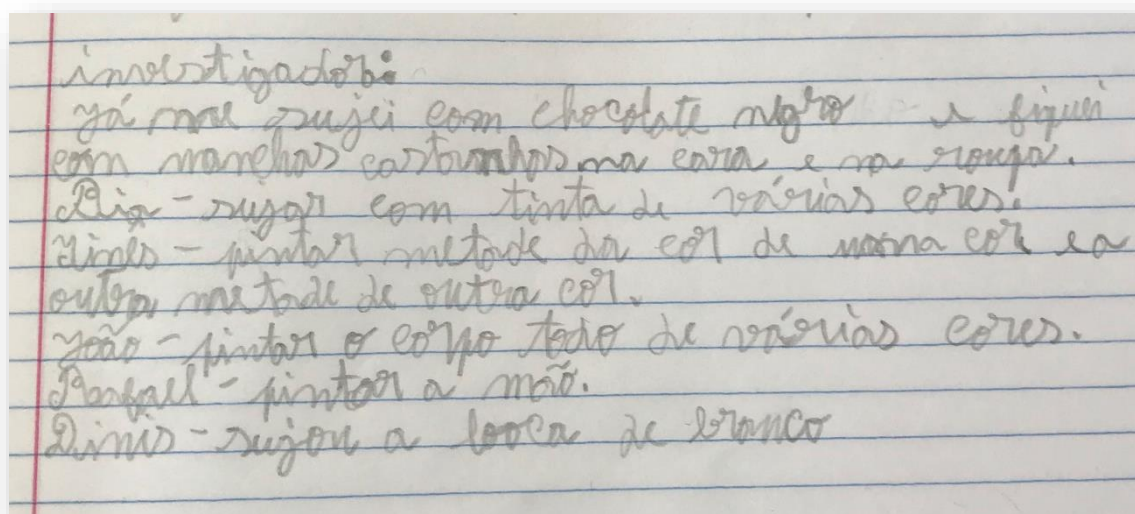 investigador:
Já me sujei com chocolate negro e fiquei
com manchas castanhas na cara e na roupa.
sujar com tinta de várias cores.
pintar metade da cor de uma cor e a
outra metade de outra cor.
João - pintar o corpo todo de várias cores.
Rafael - pintar a mão.
Dinis - sujou a boca de branco